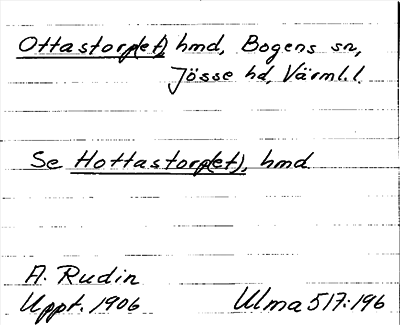 Ottastorp(et), hmd, Bogens sn,
Jösse hd, Värml.l.
Se Hottastorp(et), hmd.
A. Rudin
Uppt. 1906 Ulma 517:196